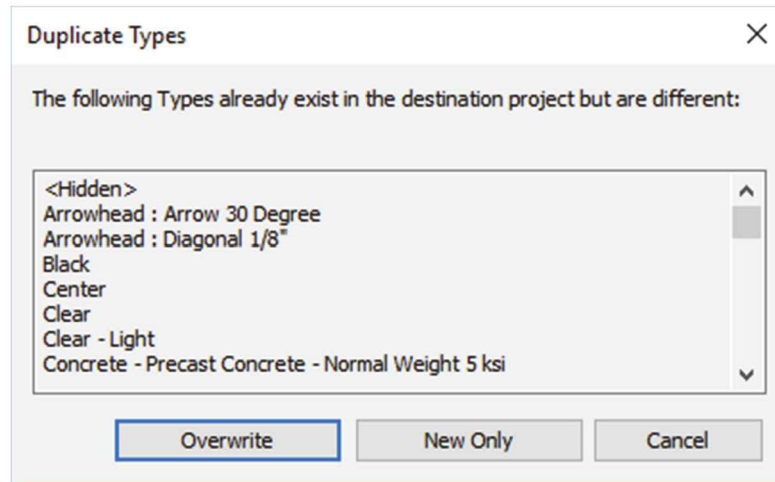 Duplicate Types
The following Types already exist in the destination project but are different:
<Hidden>
Arrowhead : Arrow 30 Degree
Arrowhead : Diagonal 1/8"
Black
Center
Clear
Clear - Light
Concrete - Precast Concrete - Normal Weight 5 ksi
Overwrite
New Only
Cancel